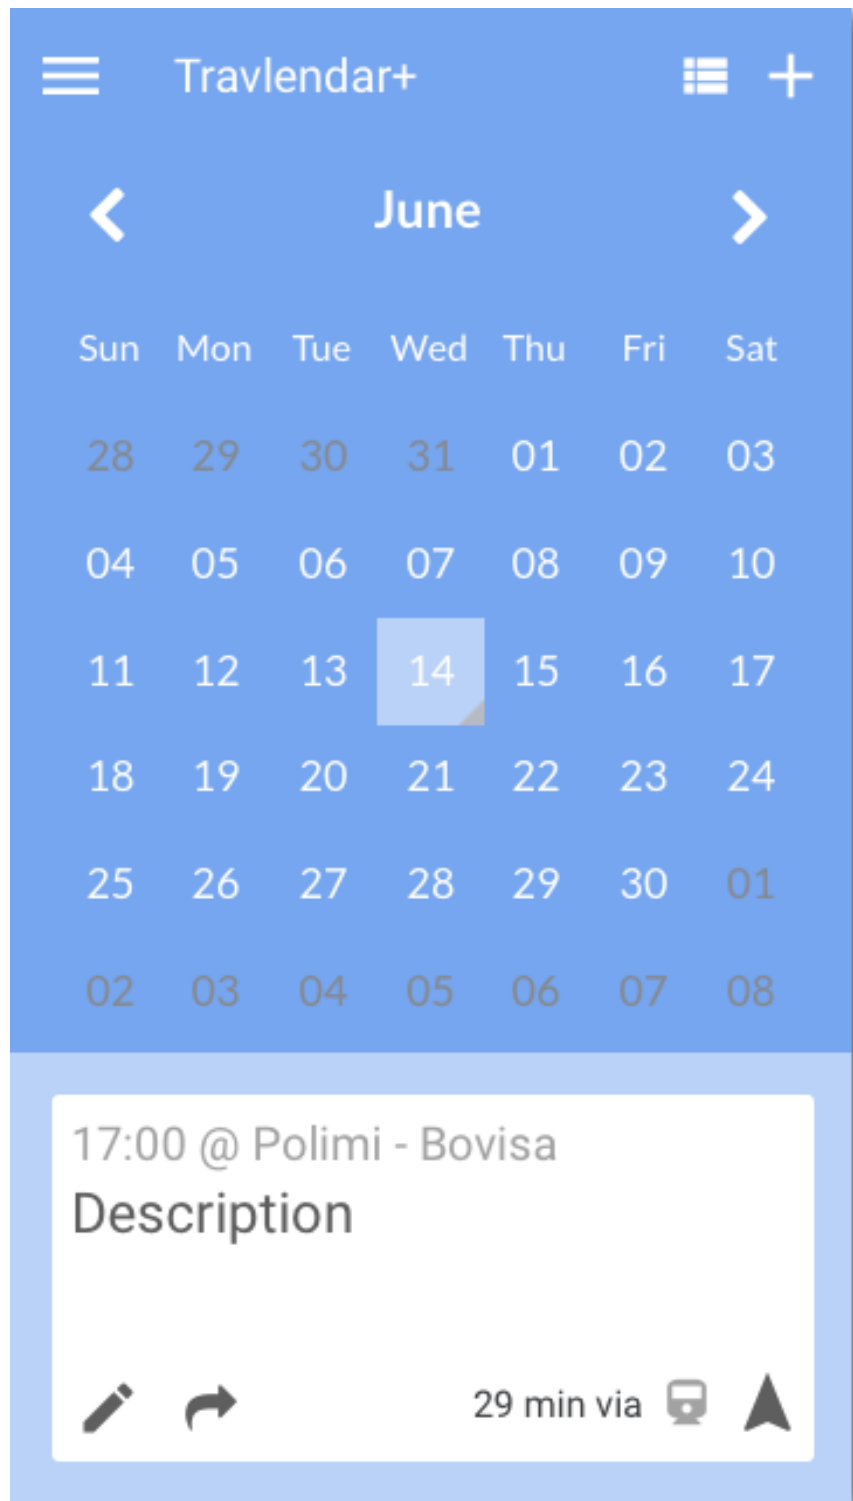 Travlendar+
June
Sun Mon Tue Wed Thu Fri Sat
28 29 30 31 01 02 03
04 05 06 07 08 09 10
11 12 13 14 15 16 17
18 19 20 21 22 23 24
25 26 27 28 29 30 01
02 03 04 05 06 07 08
17:00 @ Polimi - Bovisa
Description
29 min via